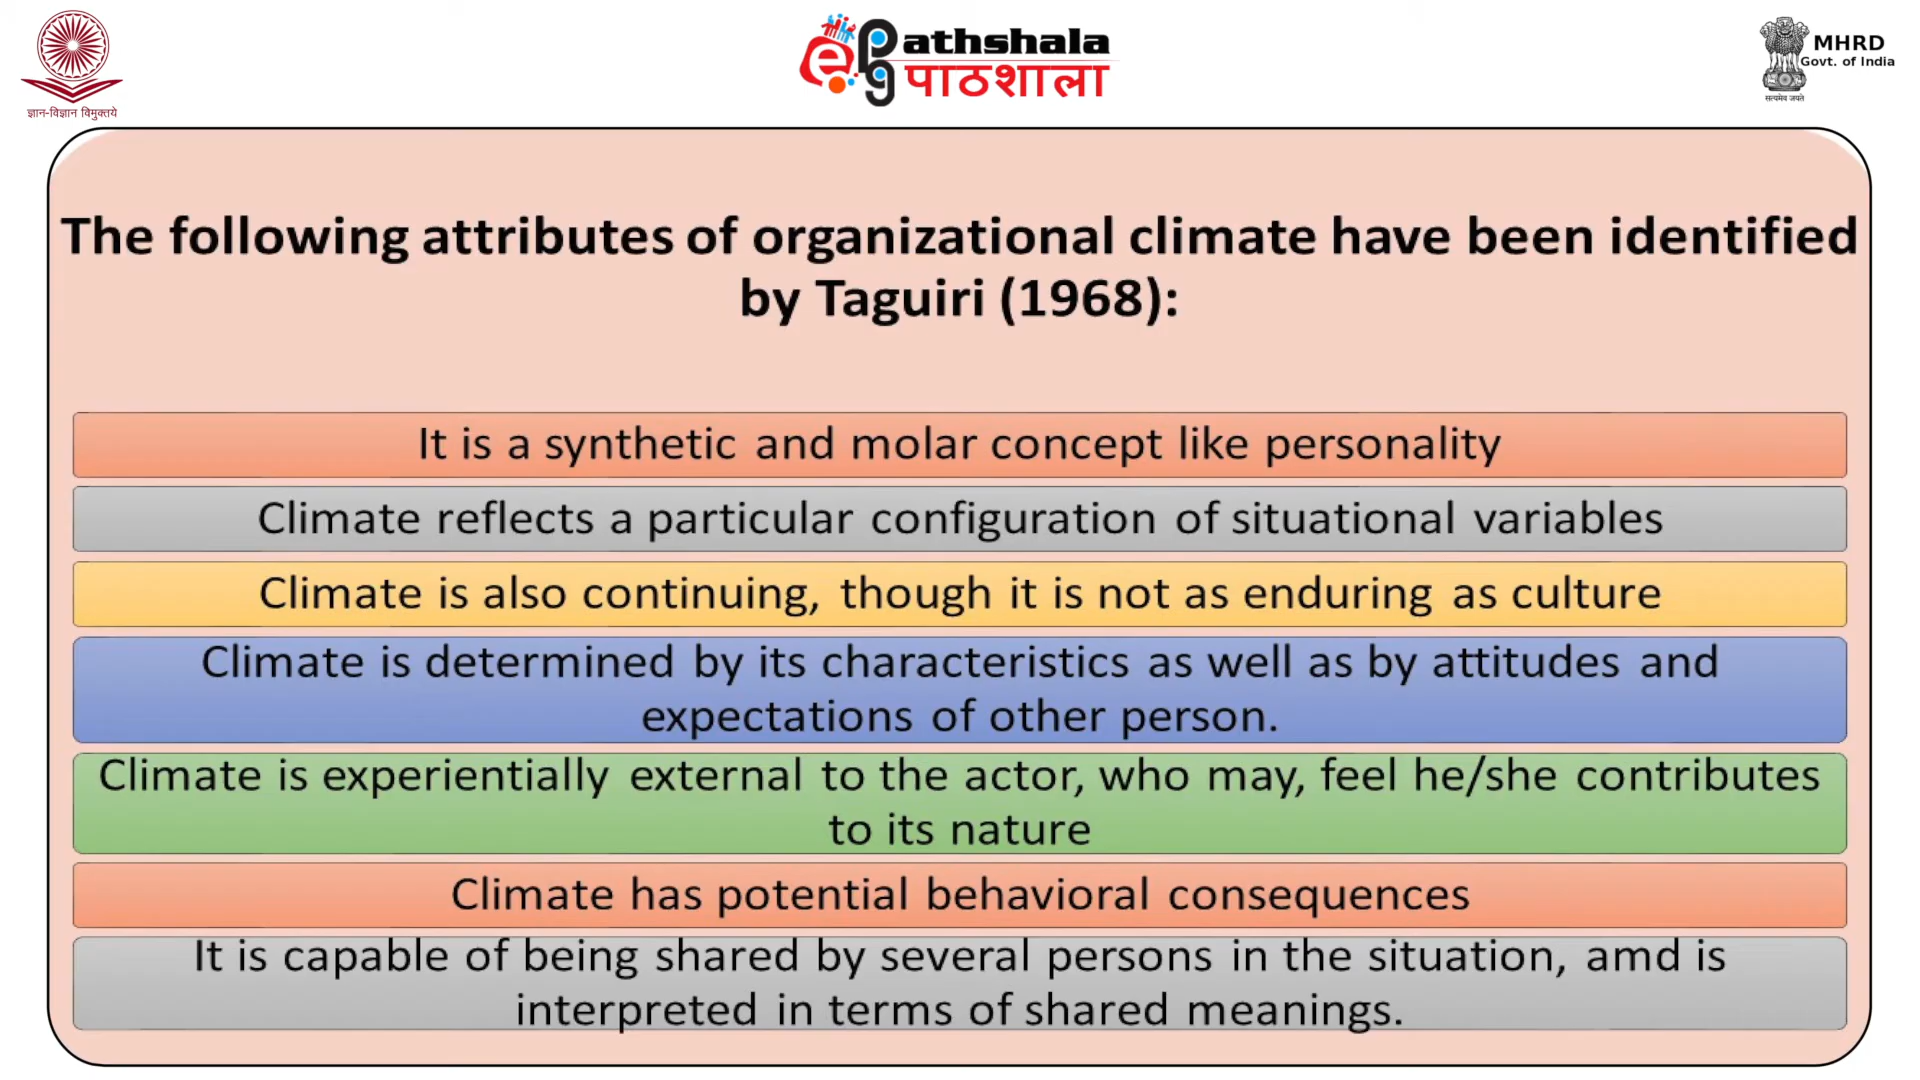 ज्ञान-विज्ञान विमुक्तये
e pg Pathshala
पाठशाला
MHRD
Govt. of India
सत्यमेव जयते
The following attributes of organizational climate have been identified
by Taguiri (1968):
It is a synthetic and molar concept like personality
Climate reflects a particular configuration of situational variables
Climate is also continuing, though it is not as enduring as culture
Climate is determined by its characteristics as well as by attitudes and
expectations of other person.
Climate is experientially external to the actor, who may, feel he/she contributes
to its nature
Climate has potential behavioral consequences
It is capable of being shared by several persons in the situation, amd is
interpreted in terms of shared meanings.